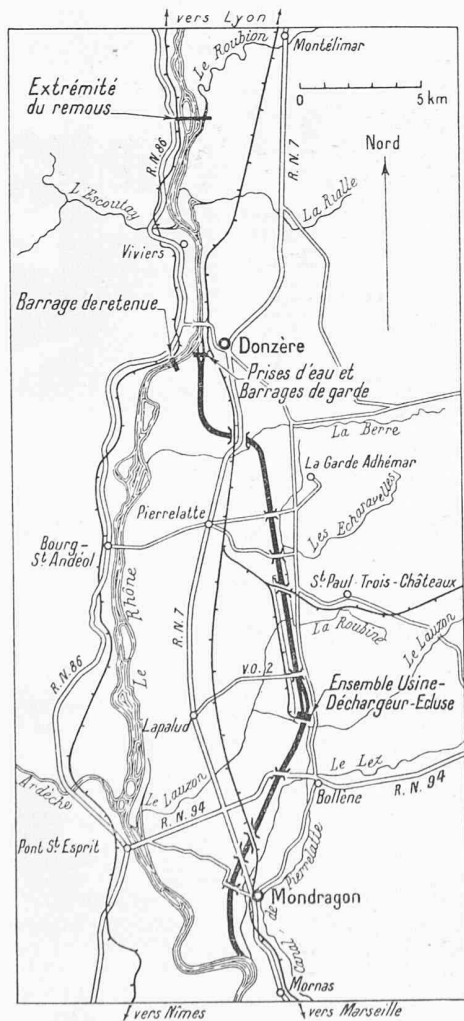 vers Lyon
Le Roubion
Montélimar
Extrémité
du remous
0 5 km
R.N. 86
R.N. 7
Nord
L'Escoutay
La Rialle
Viviers
Barrage de retenue
Donzère
Prises d'eau et
Barrages de garde
La Berre
La Garde Adhémar
Pierrelatte
Les Echaravelles
Bourg-
St Andéol
Le Rhône
St Paul-Trois-Châteaux
R.N. 7
La Roubine
Le Lauzon
R.N. 86
V.O. 2
Ensemble Usine-
Déchargeur-Ecluse
Lapalud
Ardèche
Le Lauzon
Le Lez
R.N. 94
R.N. 94
Bollène
Pont St Esprit
Canal de Pierrelatte
Mondragon
Mornas
vers Nîmes
vers Marseille